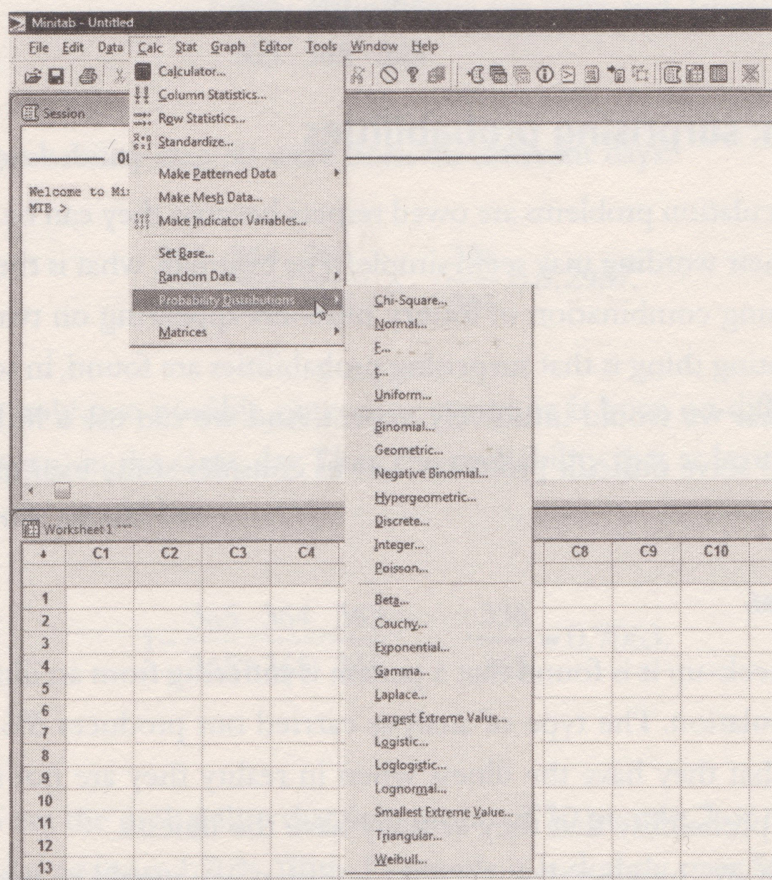 Minitab - Untitled
File Edit Data Calc Stat Graph Editor Tools Window Help
Calculator...
Column Statistics...
Row Statistics...
Standardize...
Make Patterned Data
Make Mesh Data...
Make Indicator Variables...
Set Base...
Random Data
Probability Distributions
Matrices
Session
Welcome to
MTB >
Chi-Square...
Normal...
F...
t...
Uniform...
Binomial...
Geometric...
Negative Binomial...
Hypergeometric...
Discrete...
Integer...
Poisson...
Beta...
Cauchy...
Exponential...
Gamma...
Laplace...
Largest Extreme Value...
Logistic...
Loglogistic...
Lognormal...
Smallest Extreme Value...
Triangular...
Weibull...
Worksheet 1 ***
C1 C2 C3 C4 C8 C9 C10
1
2
3
4
5
6
7
8
9
10
11
12
13